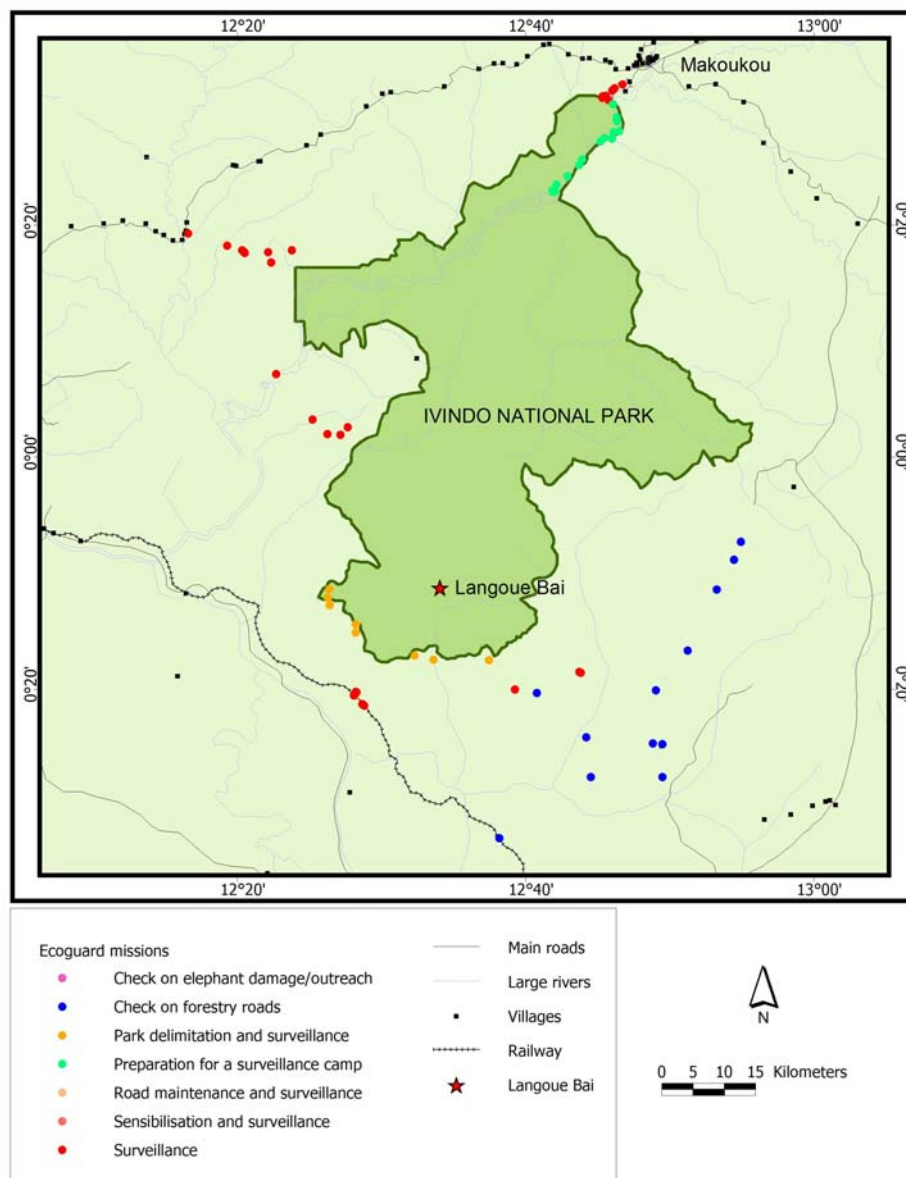 12°20' 12°40' 13°00'
Makoukou
0°20' 0°20'
IVINDO NATIONAL PARK
0°00' 0°00'
Langoue Bai
0°20' 0°20'
12°20' 12°40' 13°00'
Ecoguard missions
Check on elephant damage/outreach
Check on forestry roads
Park delimitation and surveillance
Preparation for a surveillance camp
Road maintenance and surveillance
Sensibilisation and surveillance
Surveillance
Main roads
Large rivers
Villages
Railway
Langoue Bai
N
0 5 10 15 Kilometers